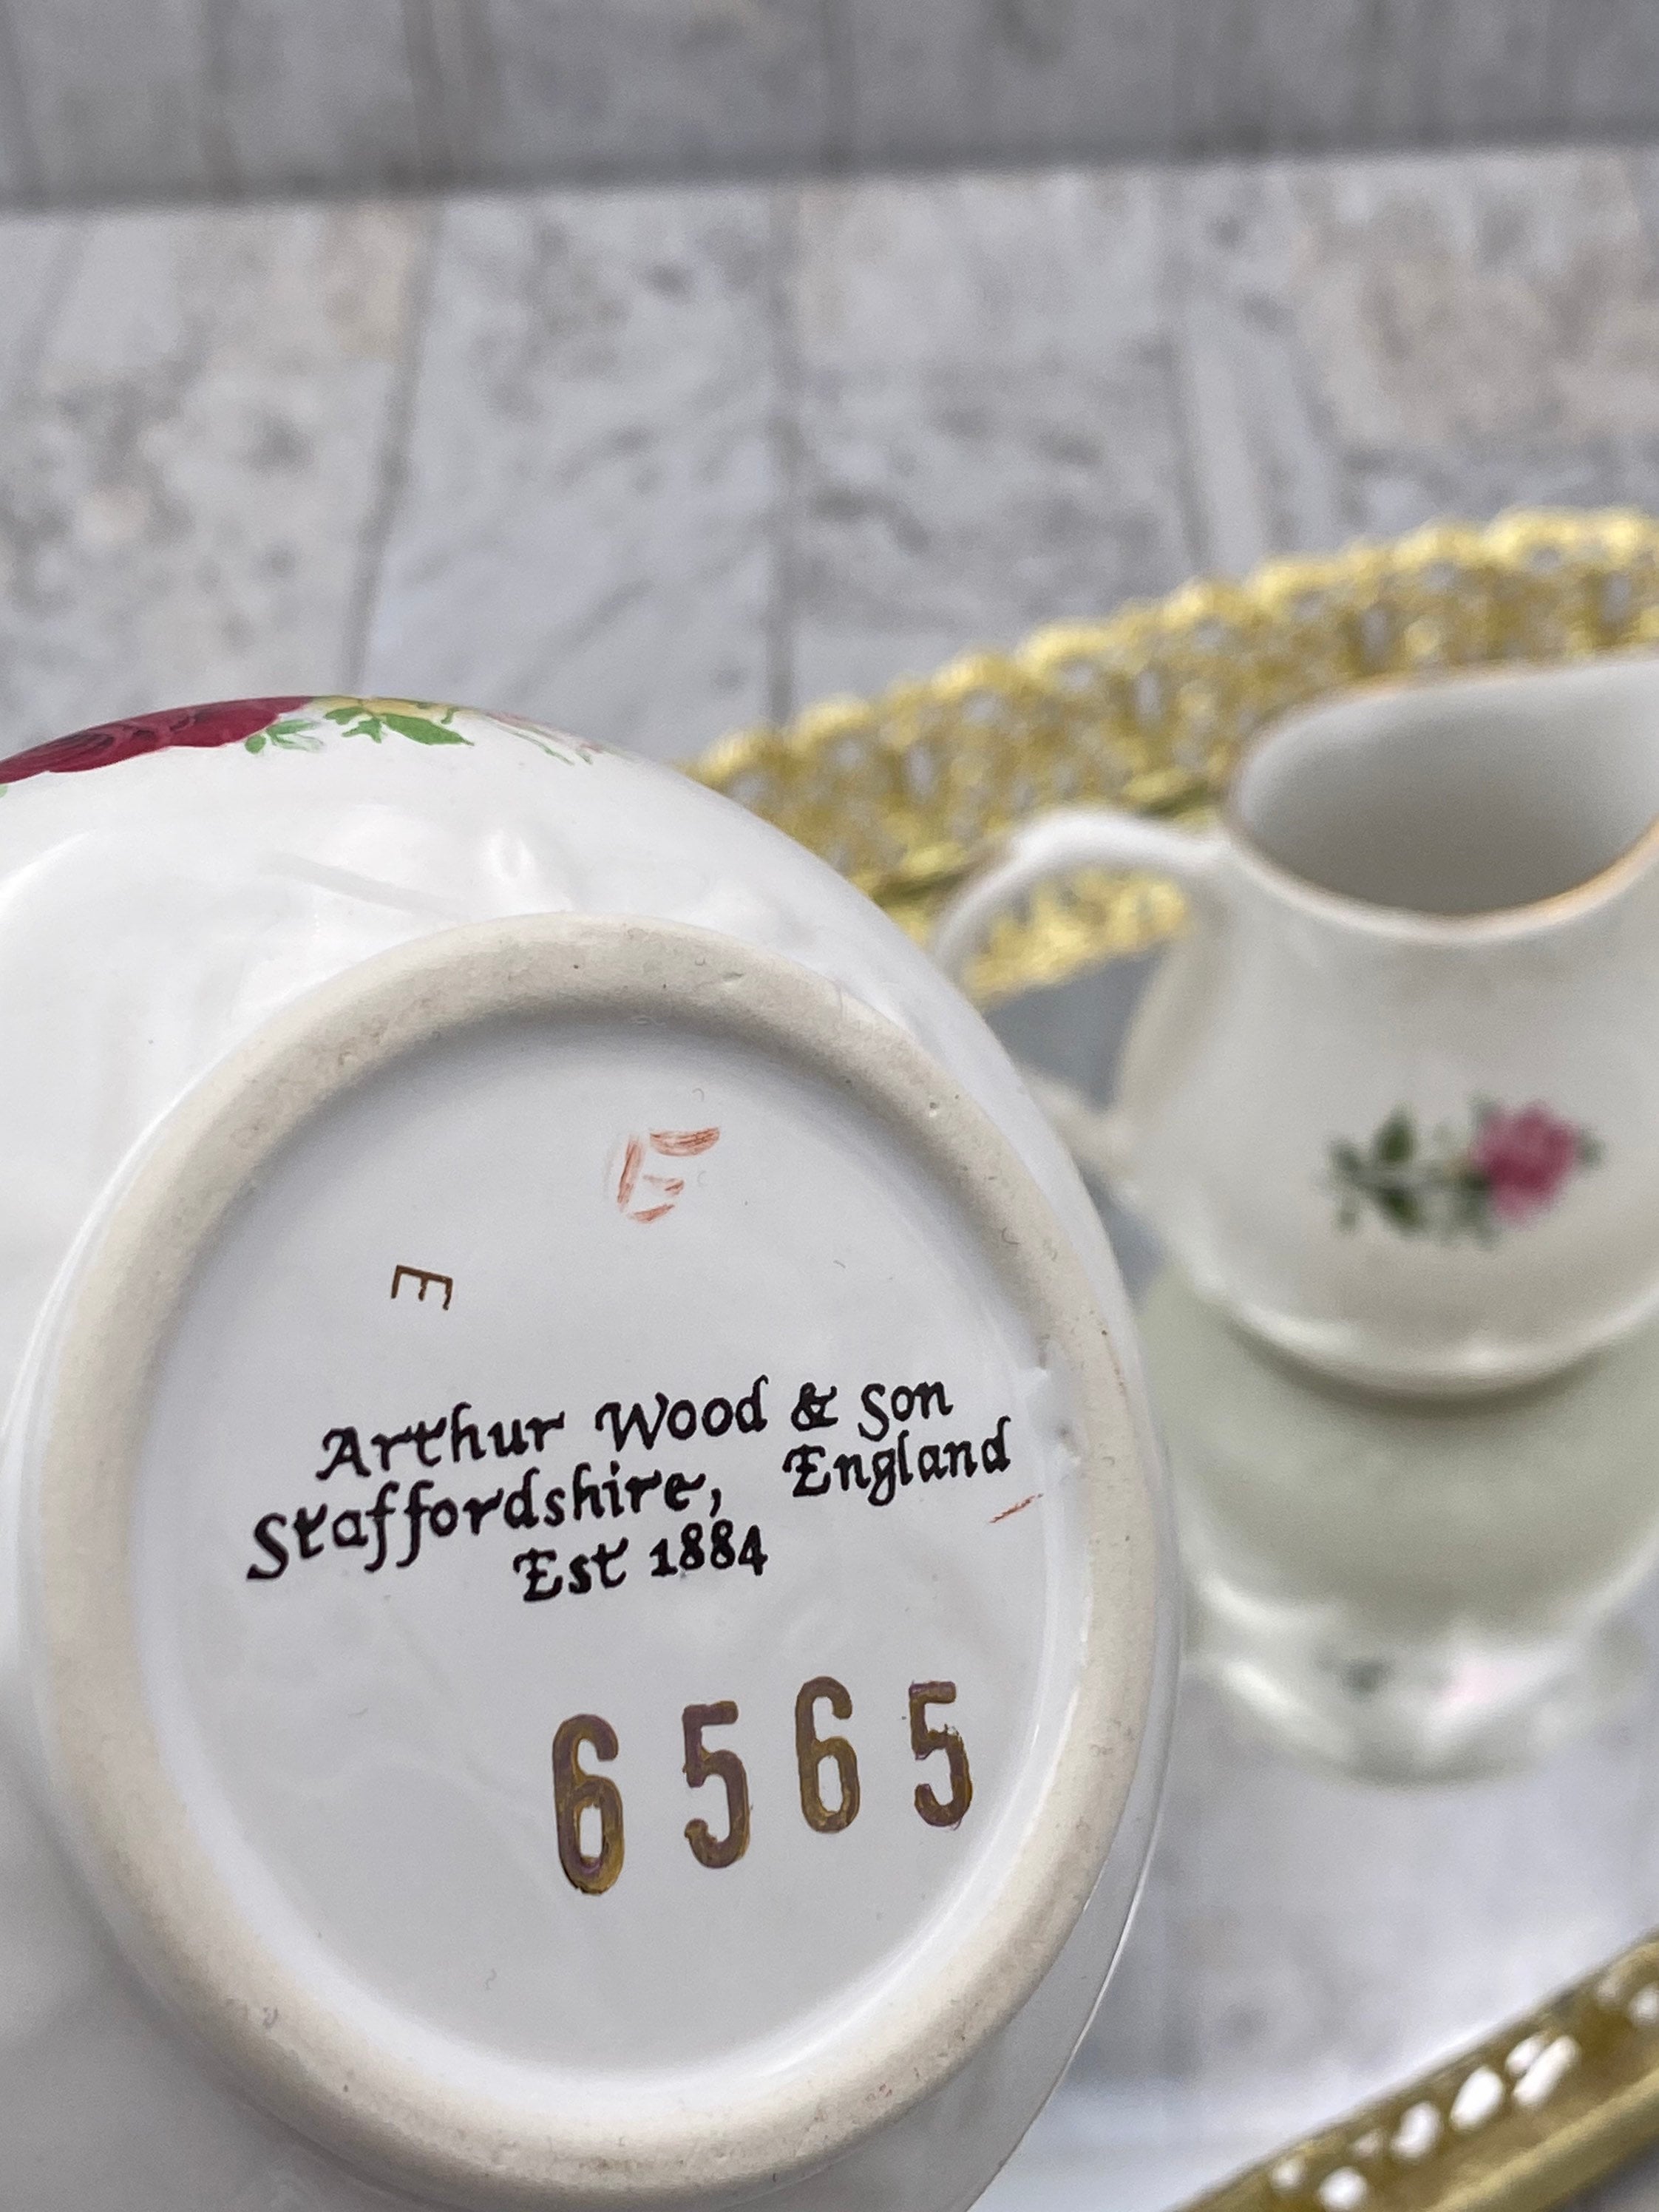 E
E
Arthur Wood & Son
Staffordshire, England
Est 1884
6565